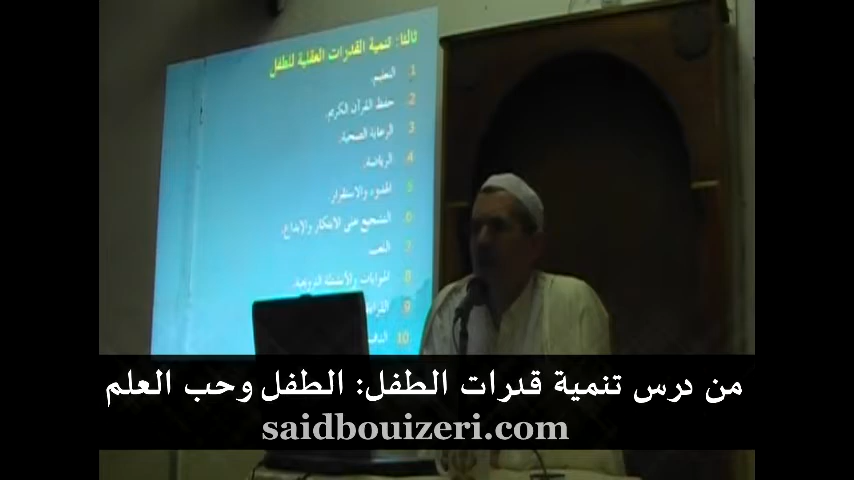 ثالثا: تنمية القدرات العقلية للطفل
1 التعليم.
2 حفظ القرآن الكريم.
3 الرعاية الصحية.
4 الرياضة.
5 الهدوء والاستقرار.
6 التشجيع على الابتكار والإبداع.
7 اللعب
8 الهوايات والأنشطة الترويحية.
9
10
من درس تنمية قدرات الطفل: الطفل وحب العلم
saidbouizeri.com